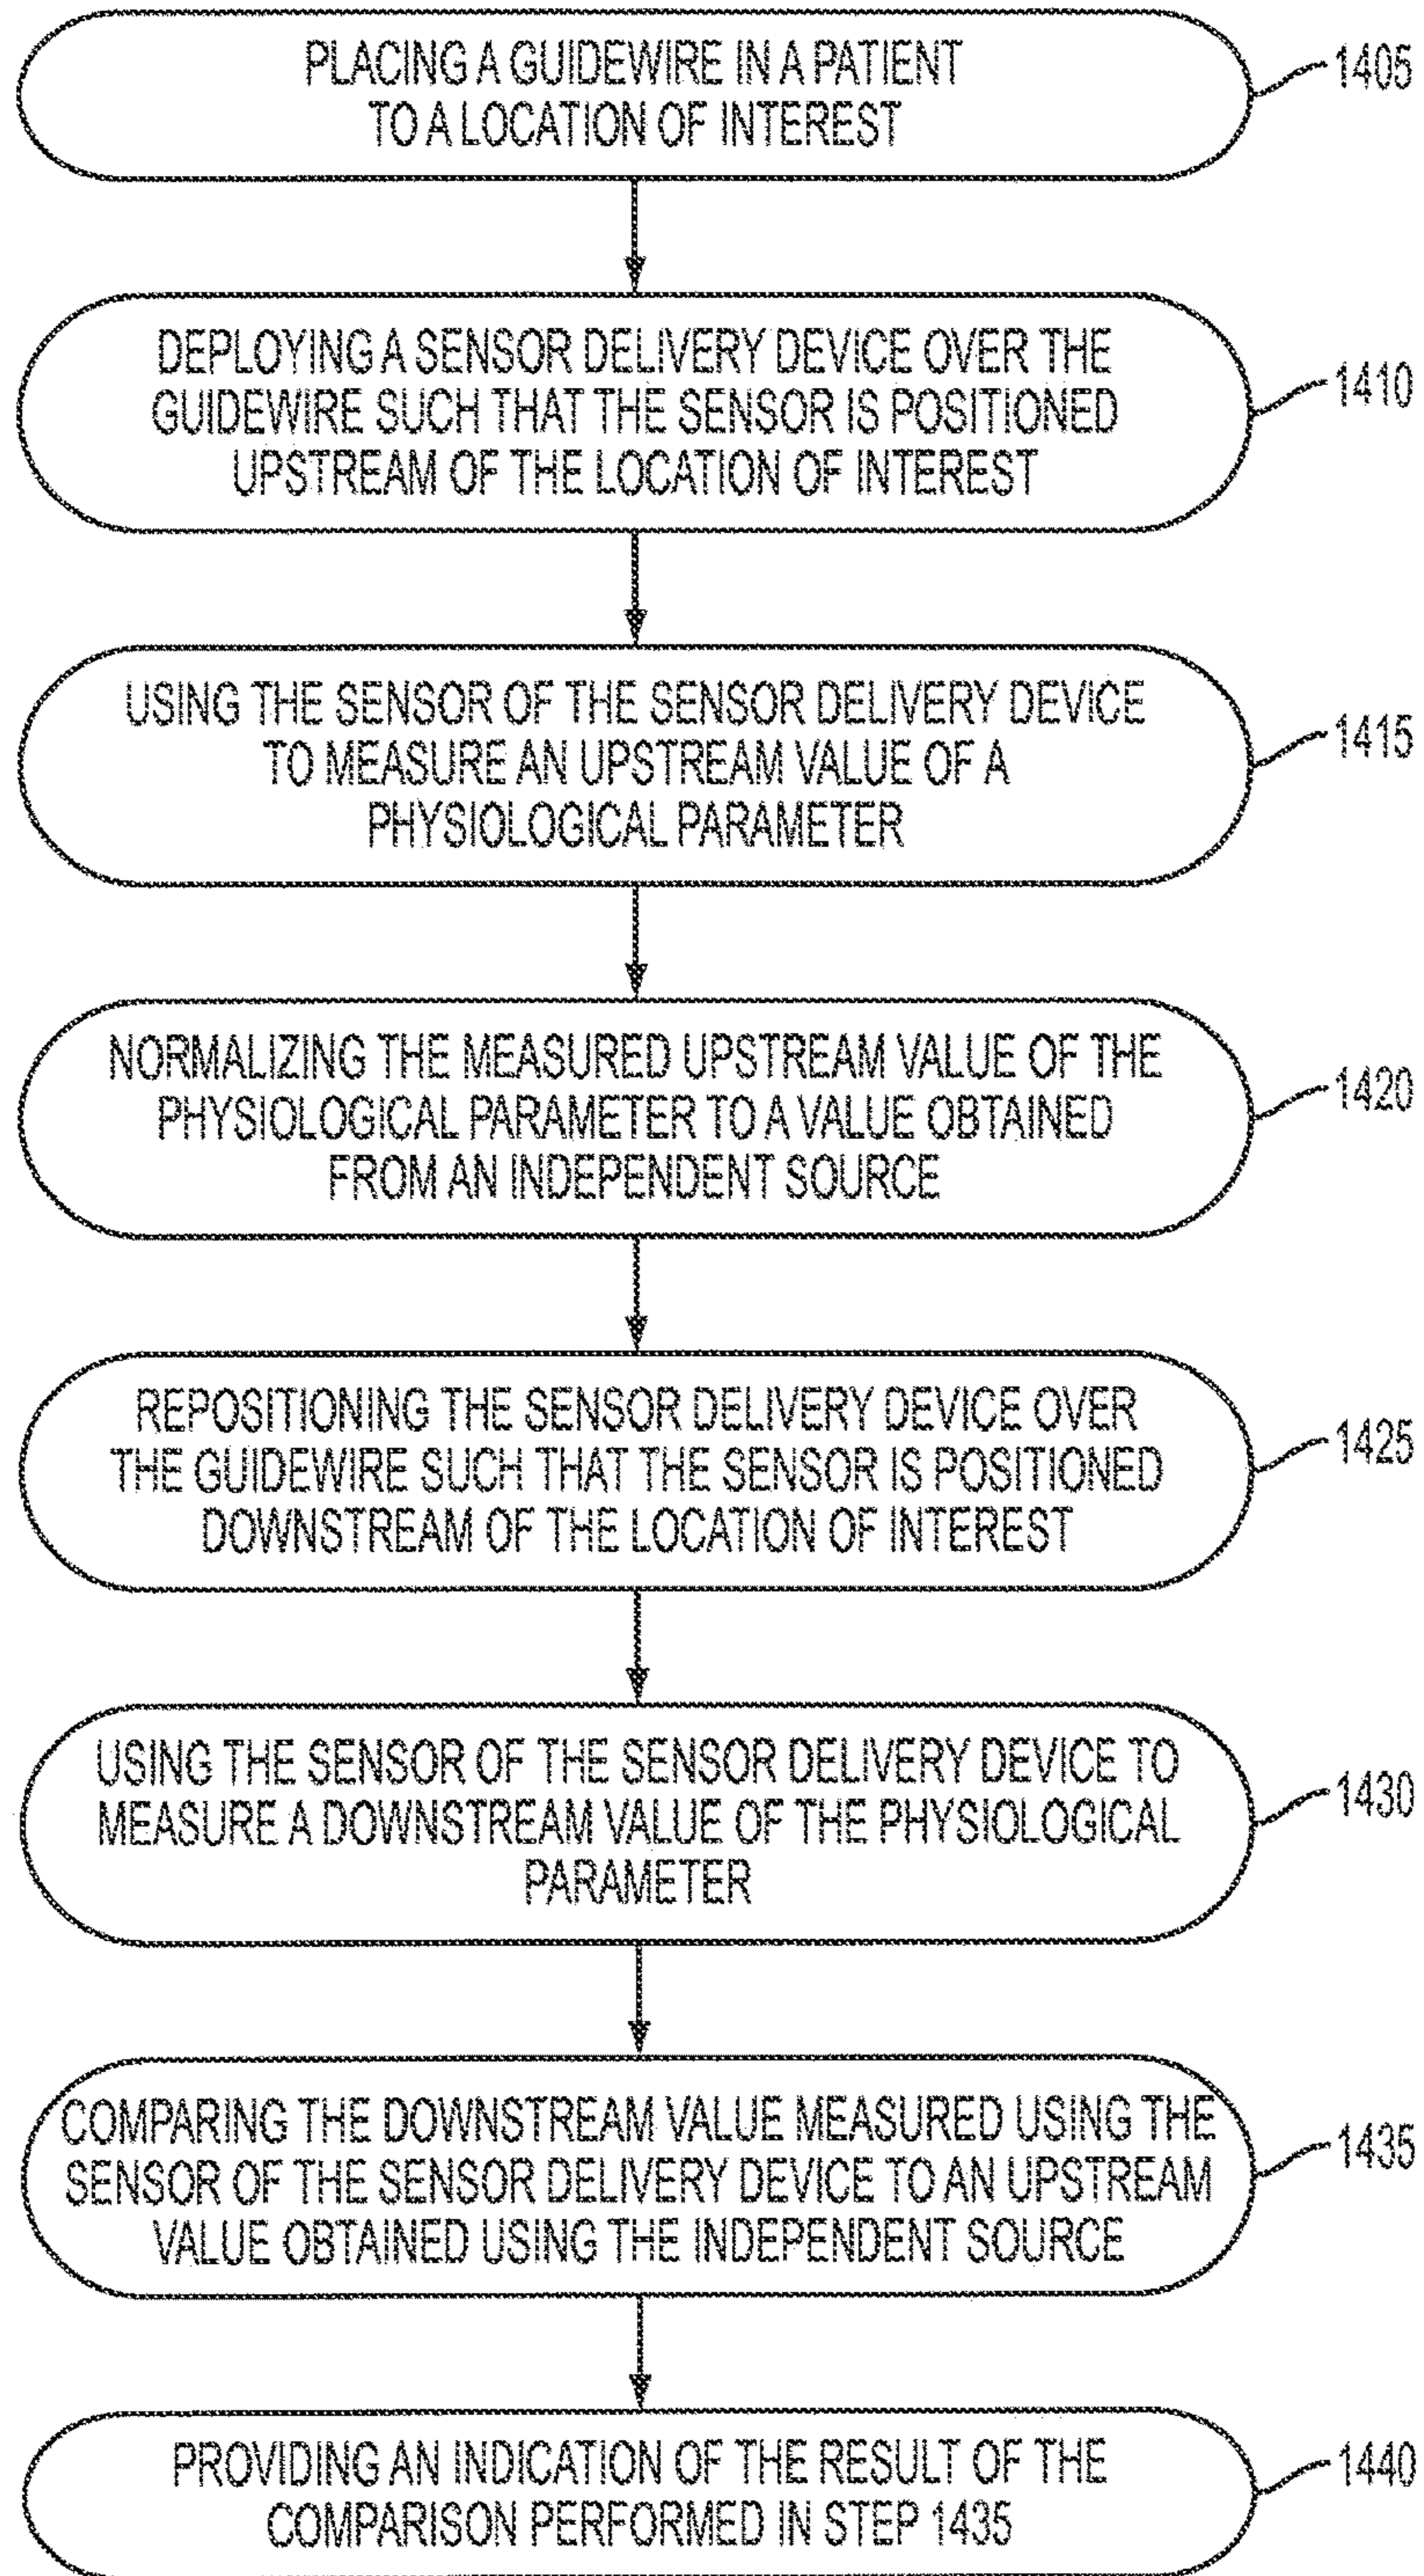 PLACING A GUIDEWIRE IN A PATIENT
TO A LOCATION OF INTEREST
1405
DEPLOYING A SENSOR DELIVERY DEVICE OVER THE
GUIDEWIRE SUCH THAT THE SENSOR IS POSITIONED
UPSTREAM OF THE LOCATION OF INTEREST
1410
USING THE SENSOR OF THE SENSOR DELIVERY DEVICE
TO MEASURE AN UPSTREAM VALUE OF A
PHYSIOLOGICAL PARAMETER
1415
NORMALIZING THE MEASURED UPSTREAM VALUE OF THE
PHYSIOLOGICAL PARAMETER TO A VALUE OBTAINED
FROM AN INDEPENDENT SOURCE
1420
REPOSITIONING THE SENSOR DELIVERY DEVICE OVER
THE GUIDEWIRE SUCH THAT THE SENSOR IS POSITIONED
DOWNSTREAM OF THE LOCATION OF INTEREST
1425
USING THE SENSOR OF THE SENSOR DELIVERY DEVICE TO
MEASURE A DOWNSTREAM VALUE OF THE PHYSIOLOGICAL
PARAMETER
1430
COMPARING THE DOWNSTREAM VALUE MEASURED USING THE
SENSOR OF THE SENSOR DELIVERY DEVICE TO AN UPSTREAM
VALUE OBTAINED USING THE INDEPENDENT SOURCE
1435
PROVIDING AN INDICATION OF THE RESULT OF THE
COMPARISON PERFORMED IN STEP 1435
1440